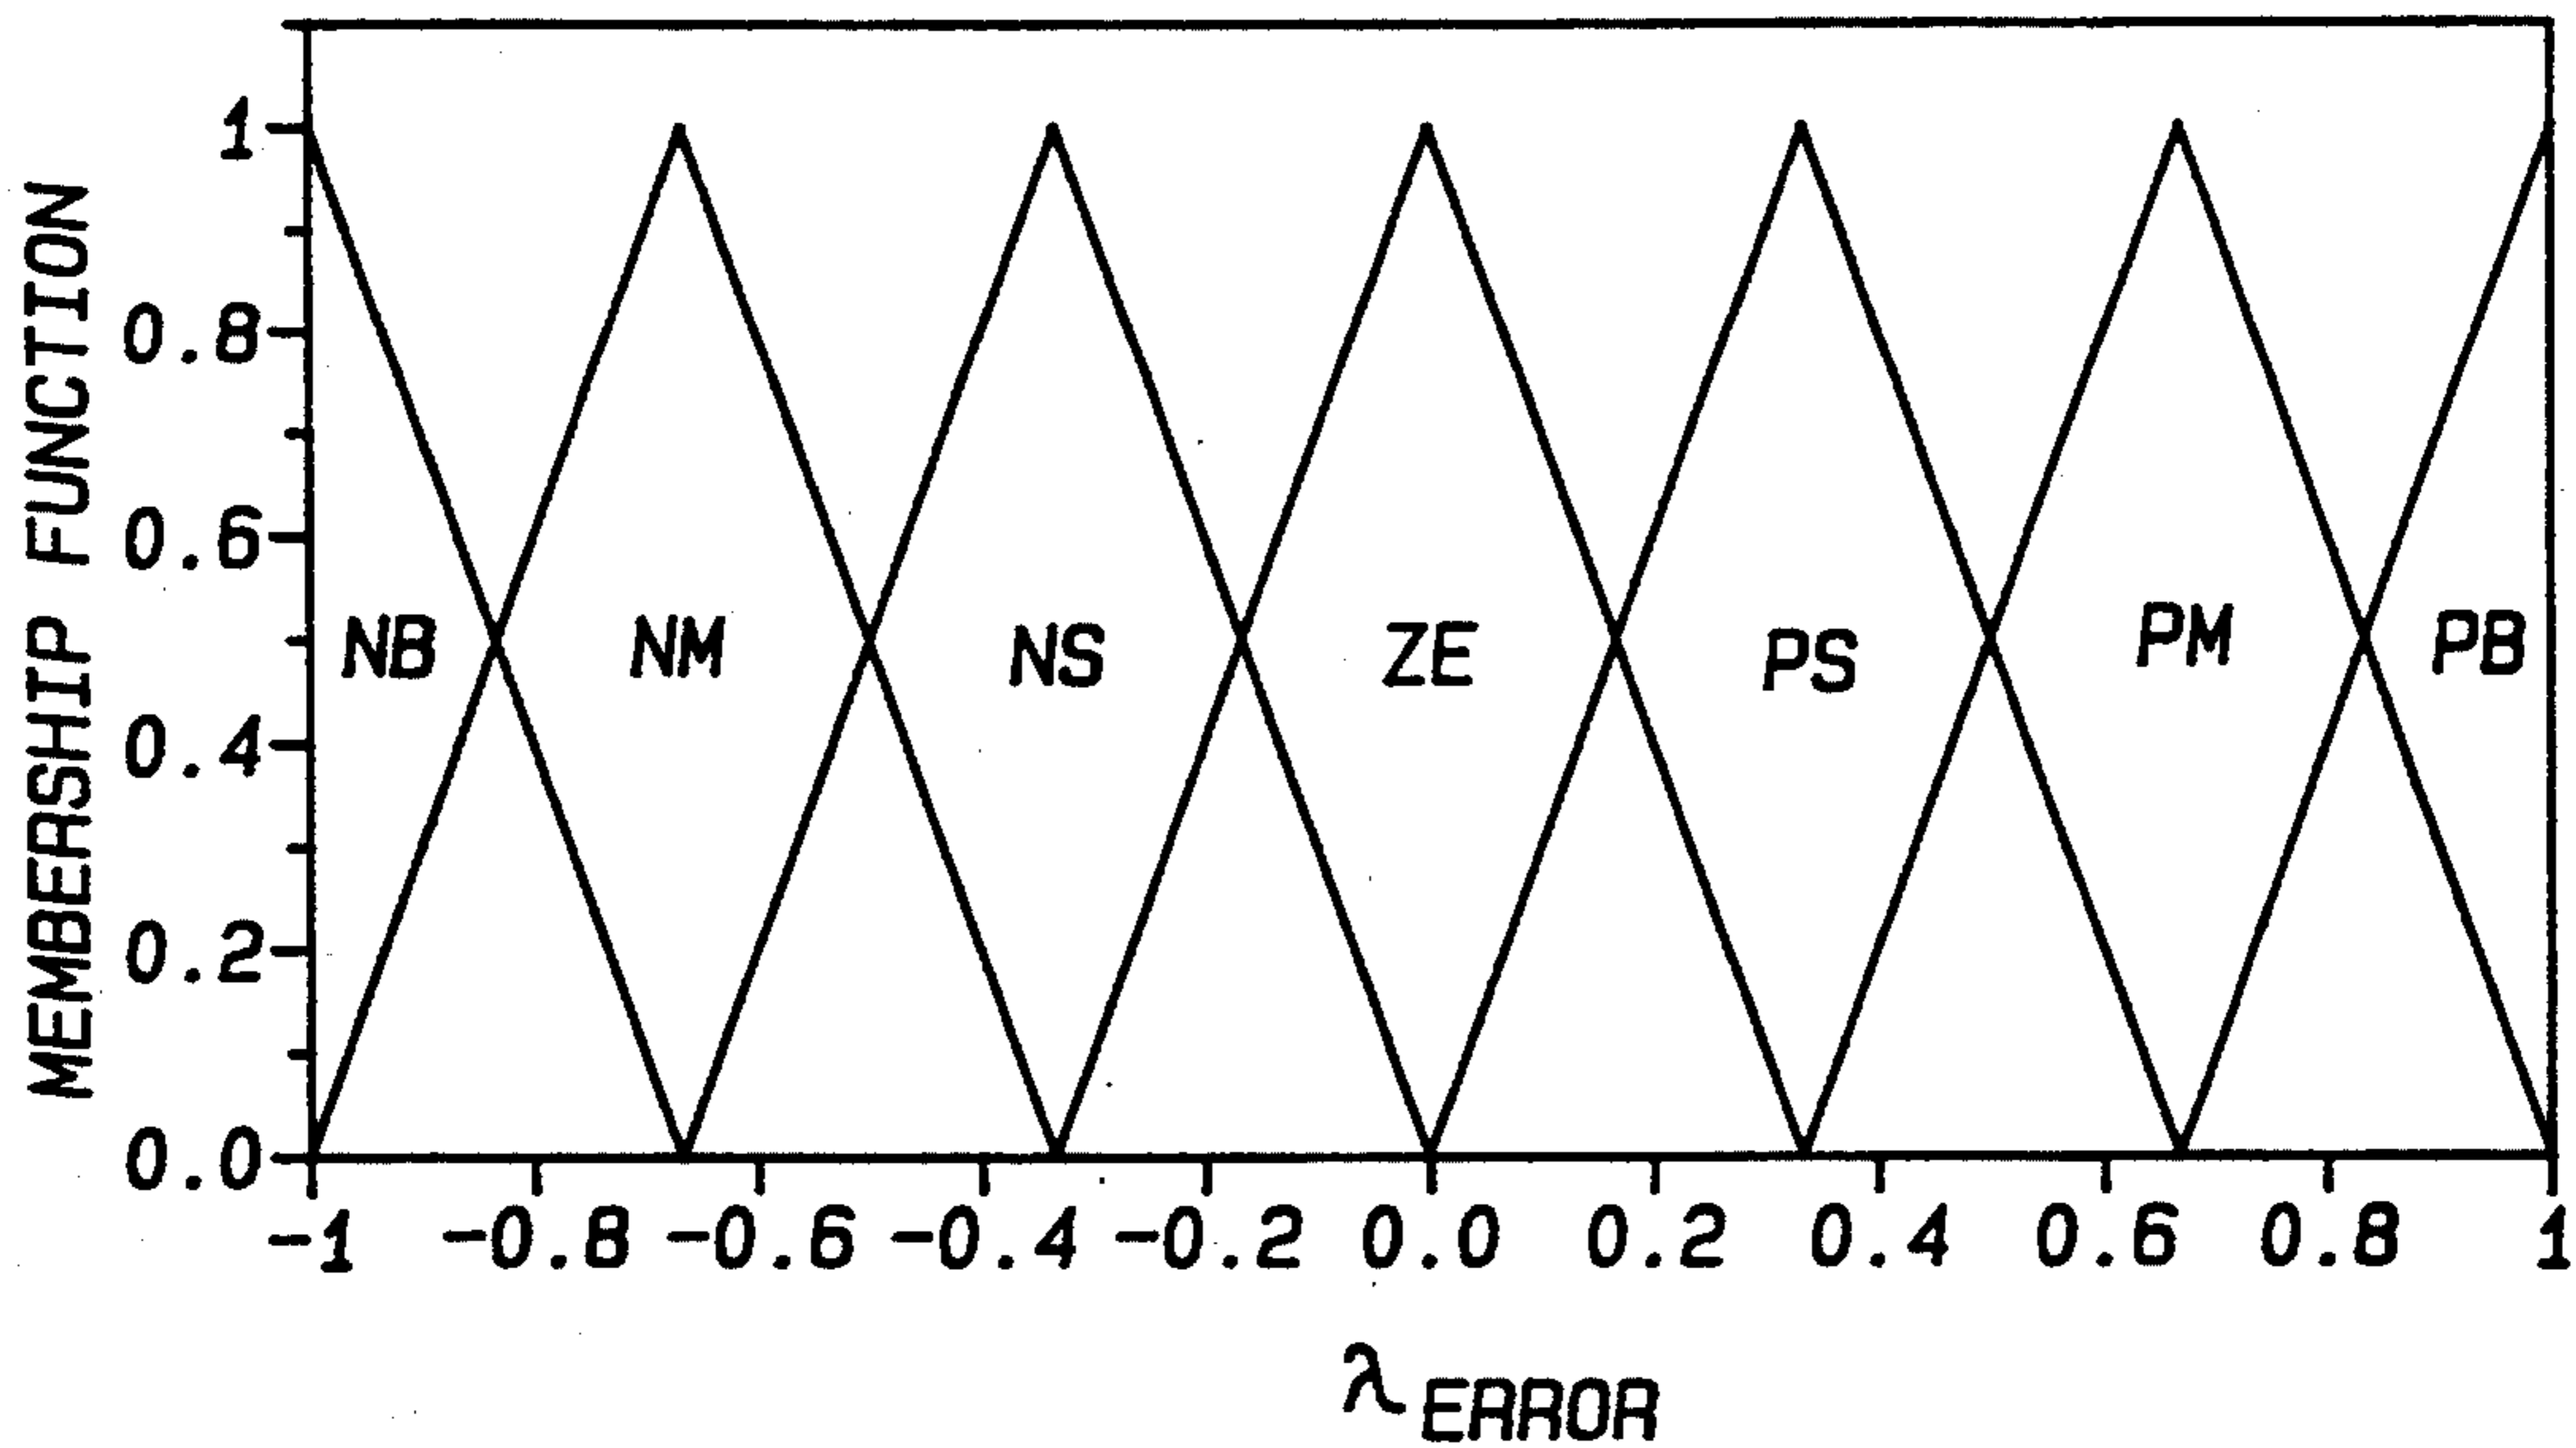 MEMBERSHIP FUNCTION
1
0.8
0.6
0.4
0.2
0.0
NB NM NS ZE PS PM PB
-1 -0.8 -0.6 -0.4 -0.2 0.0 0.2 0.4 0.6 0.8 1
λERROR